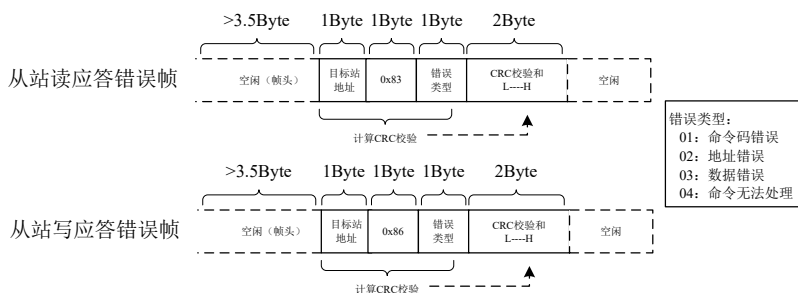 >3.5Byte 1Byte 1Byte 1Byte 2Byte
从站读应答错误帧
空闲（帧头）
目标站
地址
0x83
错误
类型
CRC校验和
L----H
空闲
计算CRC校验
错误类型：
01：命令码错误
02：地址错误
03：数据错误
04：命令无法处理
>3.5Byte 1Byte 1Byte 1Byte 2Byte
从站写应答错误帧
空闲（帧头）
目标站
地址
0x86
错误
类型
CRC校验和
L----H
空闲
计算CRC校验